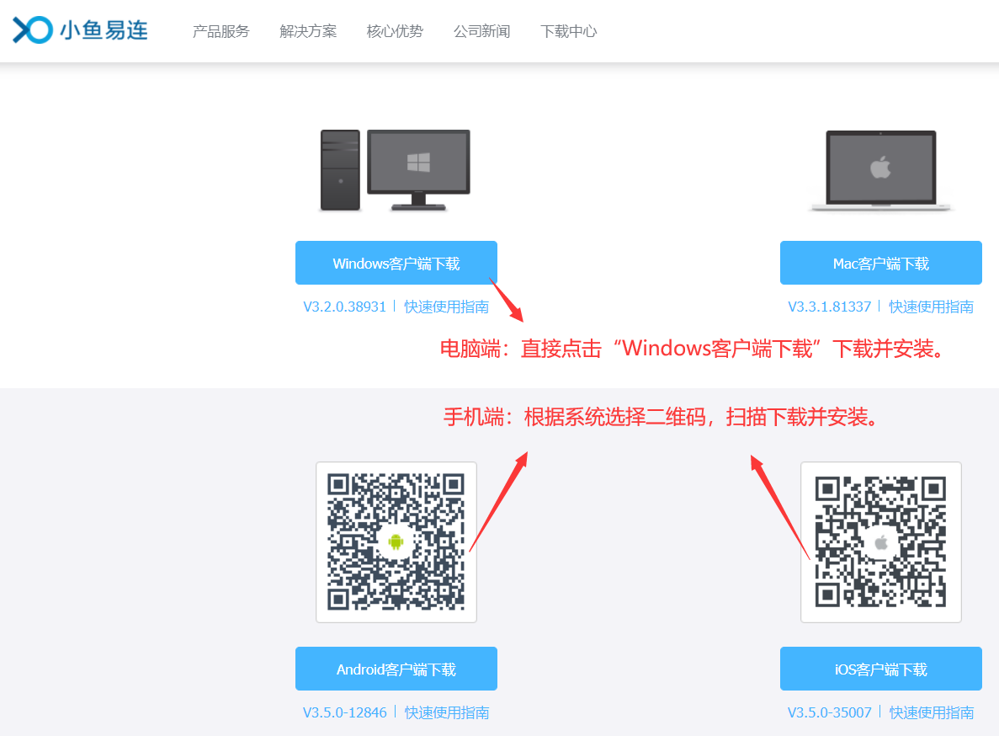 小鱼易连 产品服务 解决方案 核心优势 公司新闻 下载中心
Windows客户端下载
Mac客户端下载
V3.2.0.38931 | 快速使用指南
V3.3.1.81337 | 快速使用指南
电脑端：直接点击“Windows客户端下载”下载并安装。
手机端：根据系统选择二维码，扫描下载并安装。
Android客户端下载
iOS客户端下载
V3.5.0-12846 | 快速使用指南
V3.5.0-35007 | 快速使用指南